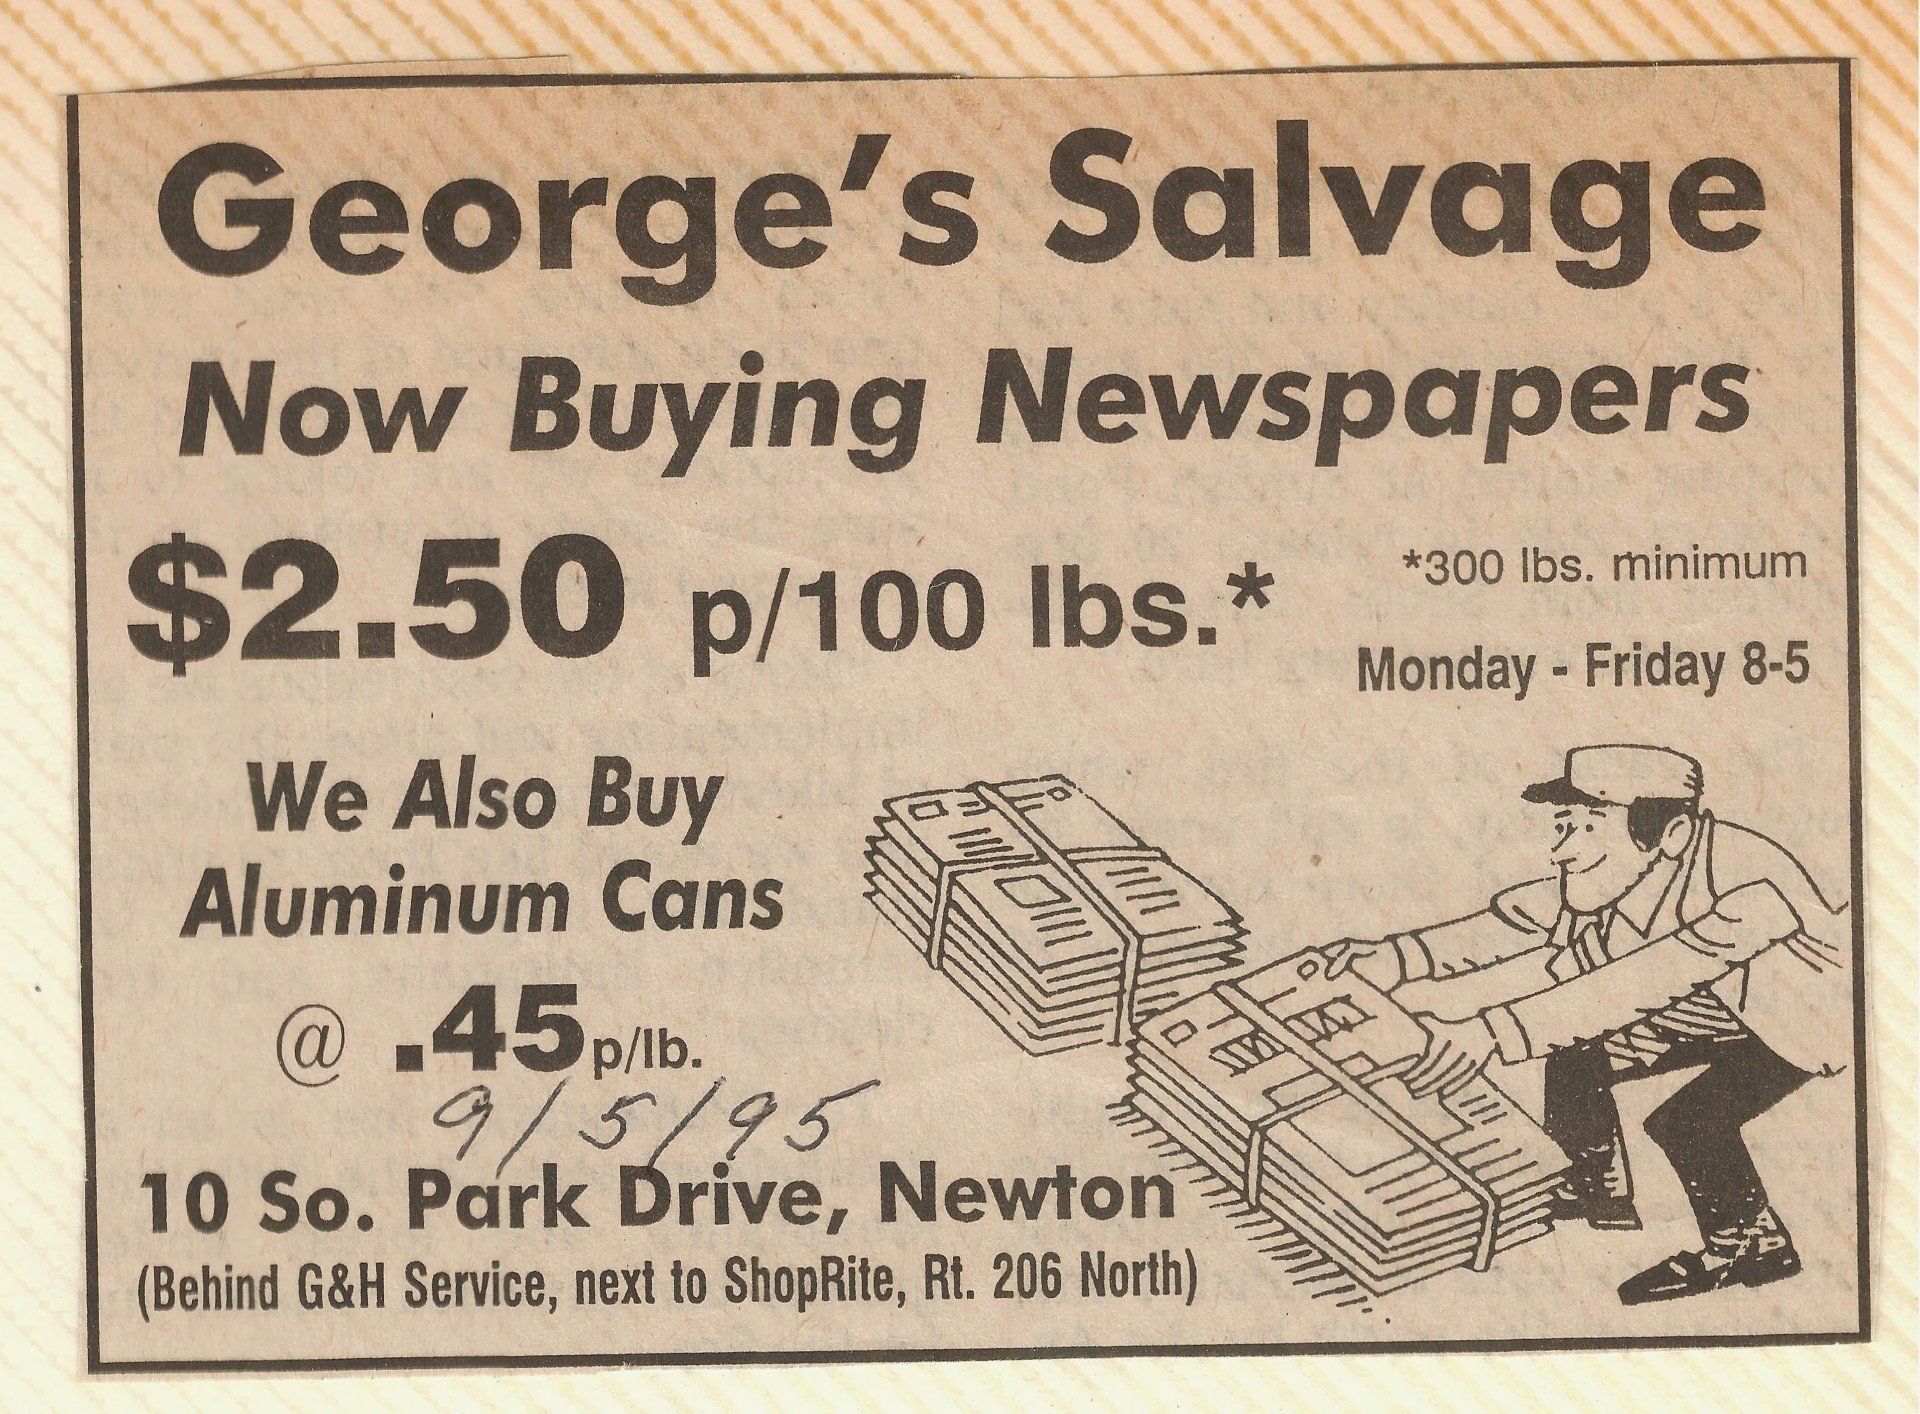 George's Salvage
Now Buying Newspapers
$2.50 p/100 lbs.*
*300 lbs. minimum
Monday - Friday 8-5
We Also Buy
Aluminum Cans
@ .45 p/lb.
9/5/95
10 So. Park Drive, Newton
(Behind G&H Service, next to ShopRite, Rt. 206 North)